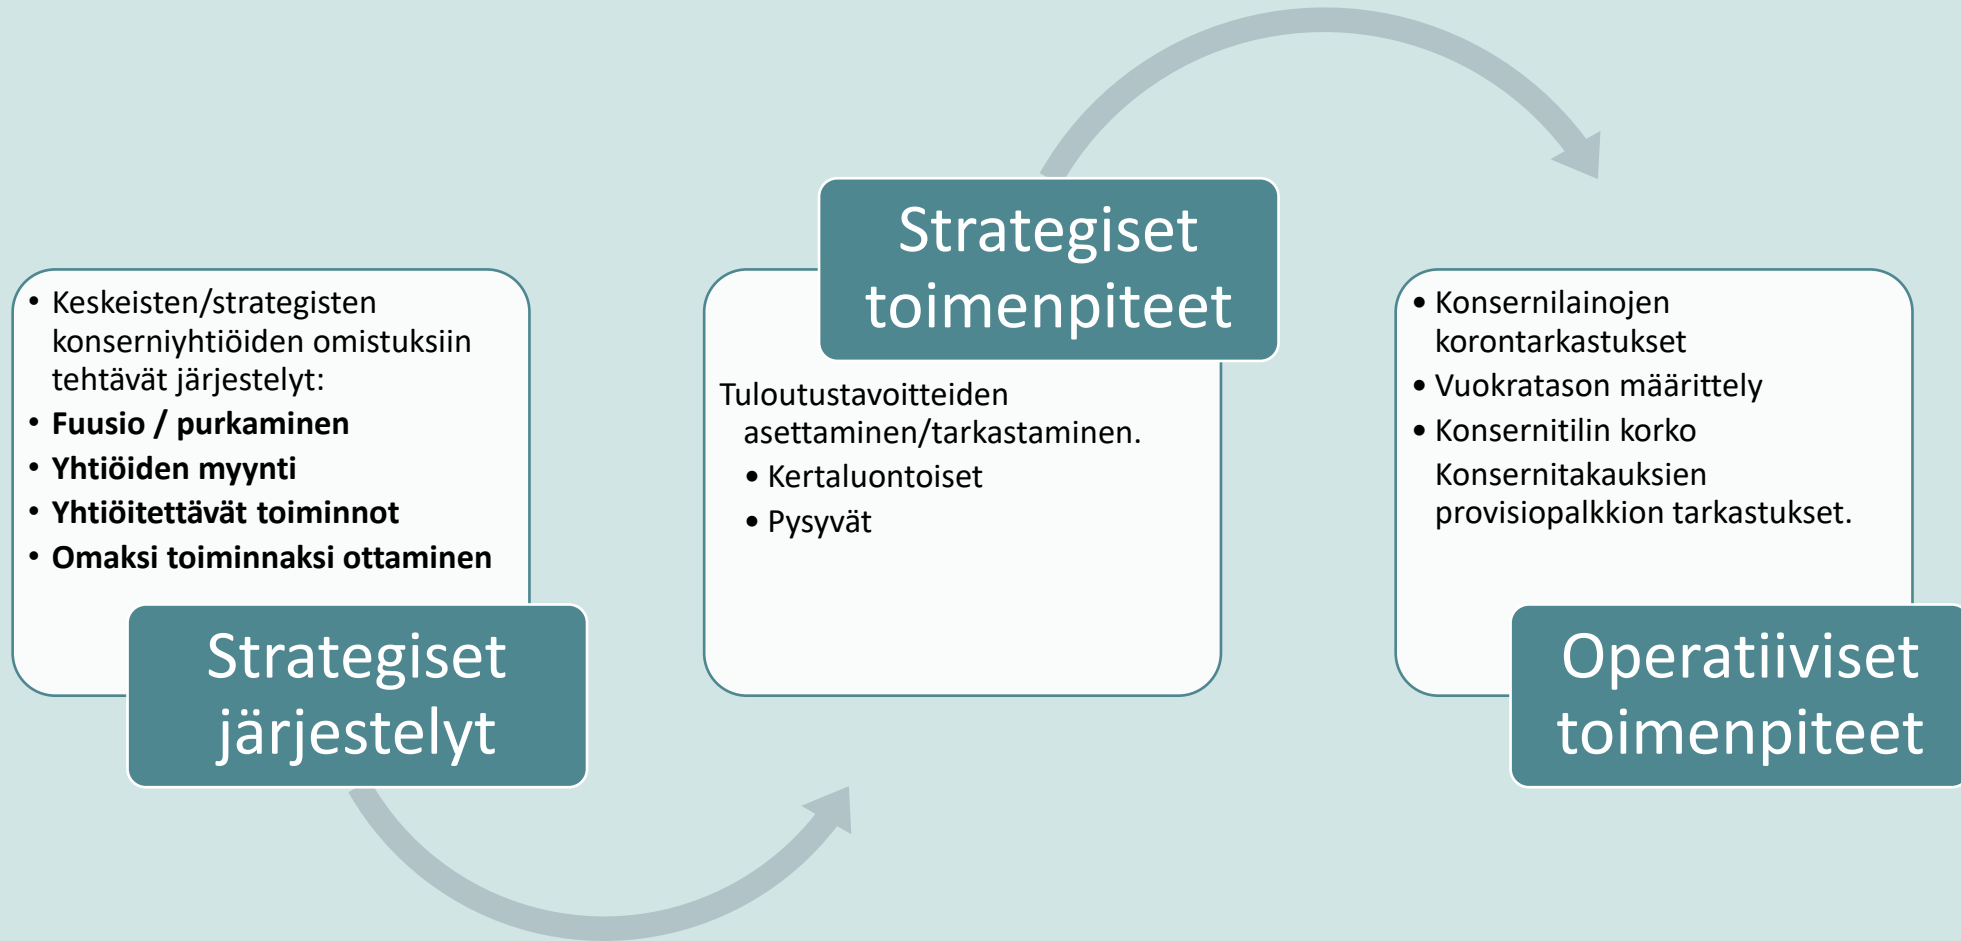 • Keskeisten/strategisten
konserniyhtiöiden omistuksiin
tehtävät järjestelyt:
• Fuusio / purkaminen
• Yhtiöiden myynti
• Yhtiöitettävät toiminnot
• Omaksi toiminnaksi ottaminen
Strategiset
järjestelyt
Strategiset
toimenpiteet
Tuloutustavoitteiden
asettaminen/tarkastaminen.
• Kertaluontoiset
• Pysyvät
• Konsernilainojen
korontarkastukset
• Vuokratason määrittely
• Konsernitilin korko
Konsernitakauksien
provisiopalkkion tarkastukset.
Operatiiviset
toimenpiteet